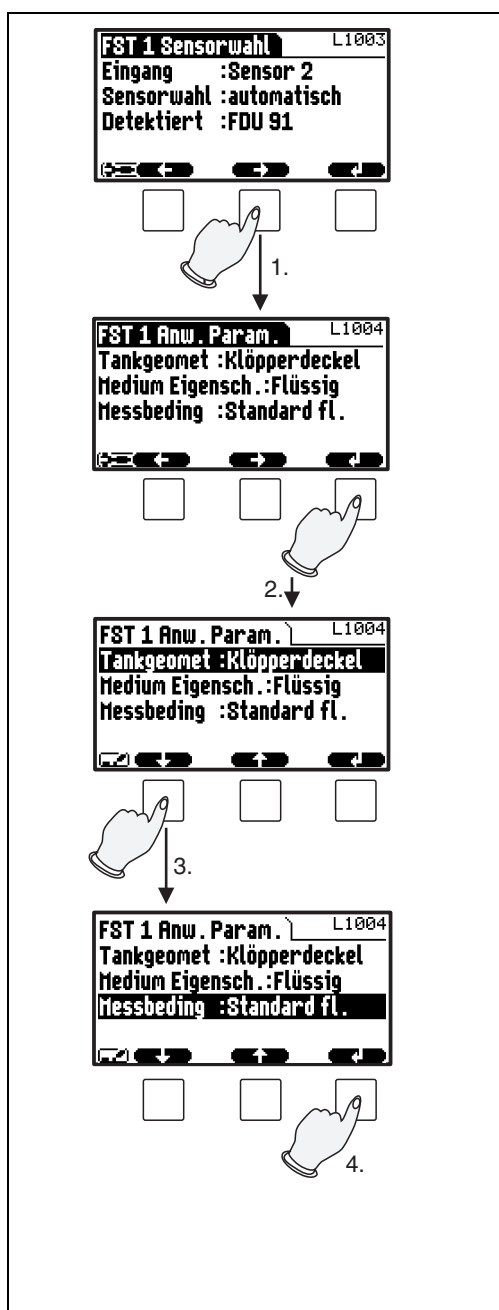 FST 1 Sensorwahl L1003
Eingang :Sensor 2
Sensorwahl :automatisch
Detektiert :FDU 91
1.
FST 1 Anw. Param. L1004
Tankgeomet :Klöpperdeckel
Medium Eigensch.:Flüssig
Messbeding :Standard fl.
2.
FST 1 Anw. Param. L1004
Tankgeomet :Klöpperdeckel
Medium Eigensch.:Flüssig
Messbeding :Standard fl.
3.
FST 1 Anw. Param. L1004
Tankgeomet :Klöpperdeckel
Medium Eigensch.:Flüssig
Messbeding :Standard fl.
4.